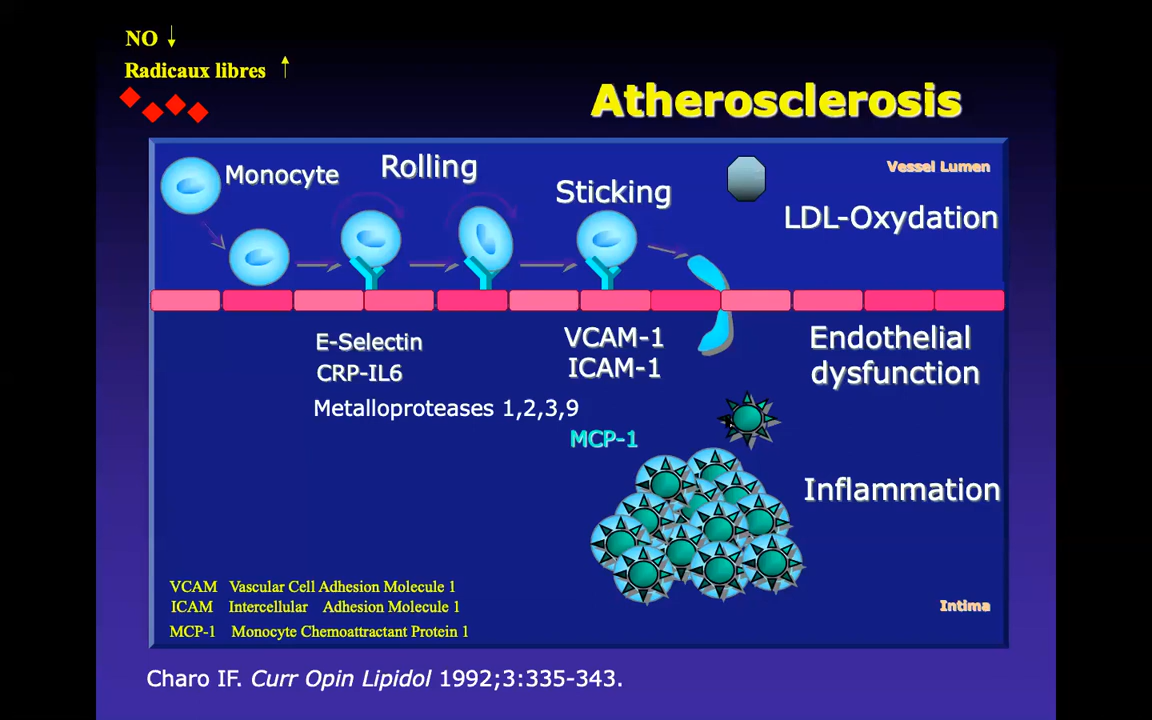 NO ↓
Radicaux libres ↑
Atherosclerosis
Monocyte
Rolling
Sticking
Vessel Lumen
LDL-Oxydation
E-Selectin
CRP-IL6
Metalloproteases 1,2,3,9
VCAM-1
ICAM-1
MCP-1
Endothelial
dysfunction
Inflammation
VCAM Vascular Cell Adhesion Molecule 1
ICAM Intercellular Adhesion Molecule 1
MCP-1 Monocyte Chemoattractant Protein 1
Intima
Charo IF. Curr Opin Lipidol 1992;3:335-343.